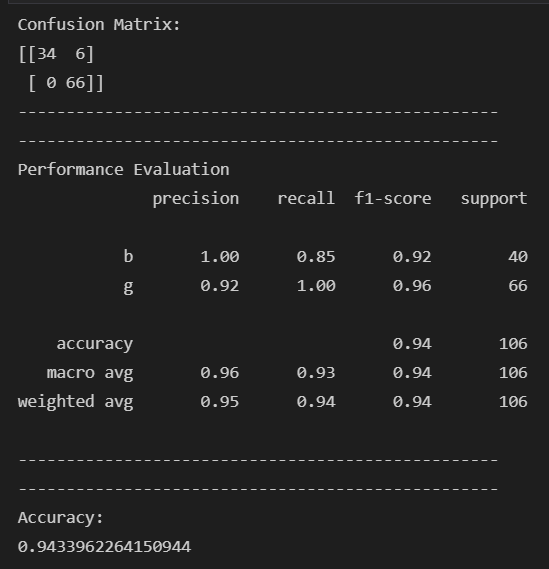 Confusion Matrix:
[[34  6]
 [ 0 66]]
--------------------------------------------------
--------------------------------------------------
Performance Evaluation
              precision    recall  f1-score   support

           b       1.00      0.85      0.92        40
           g       0.92      1.00      0.96        66

    accuracy                           0.94       106
   macro avg       0.96      0.93      0.94       106
weighted avg       0.95      0.94      0.94       106

--------------------------------------------------
--------------------------------------------------
Accuracy:
0.9433962264150944